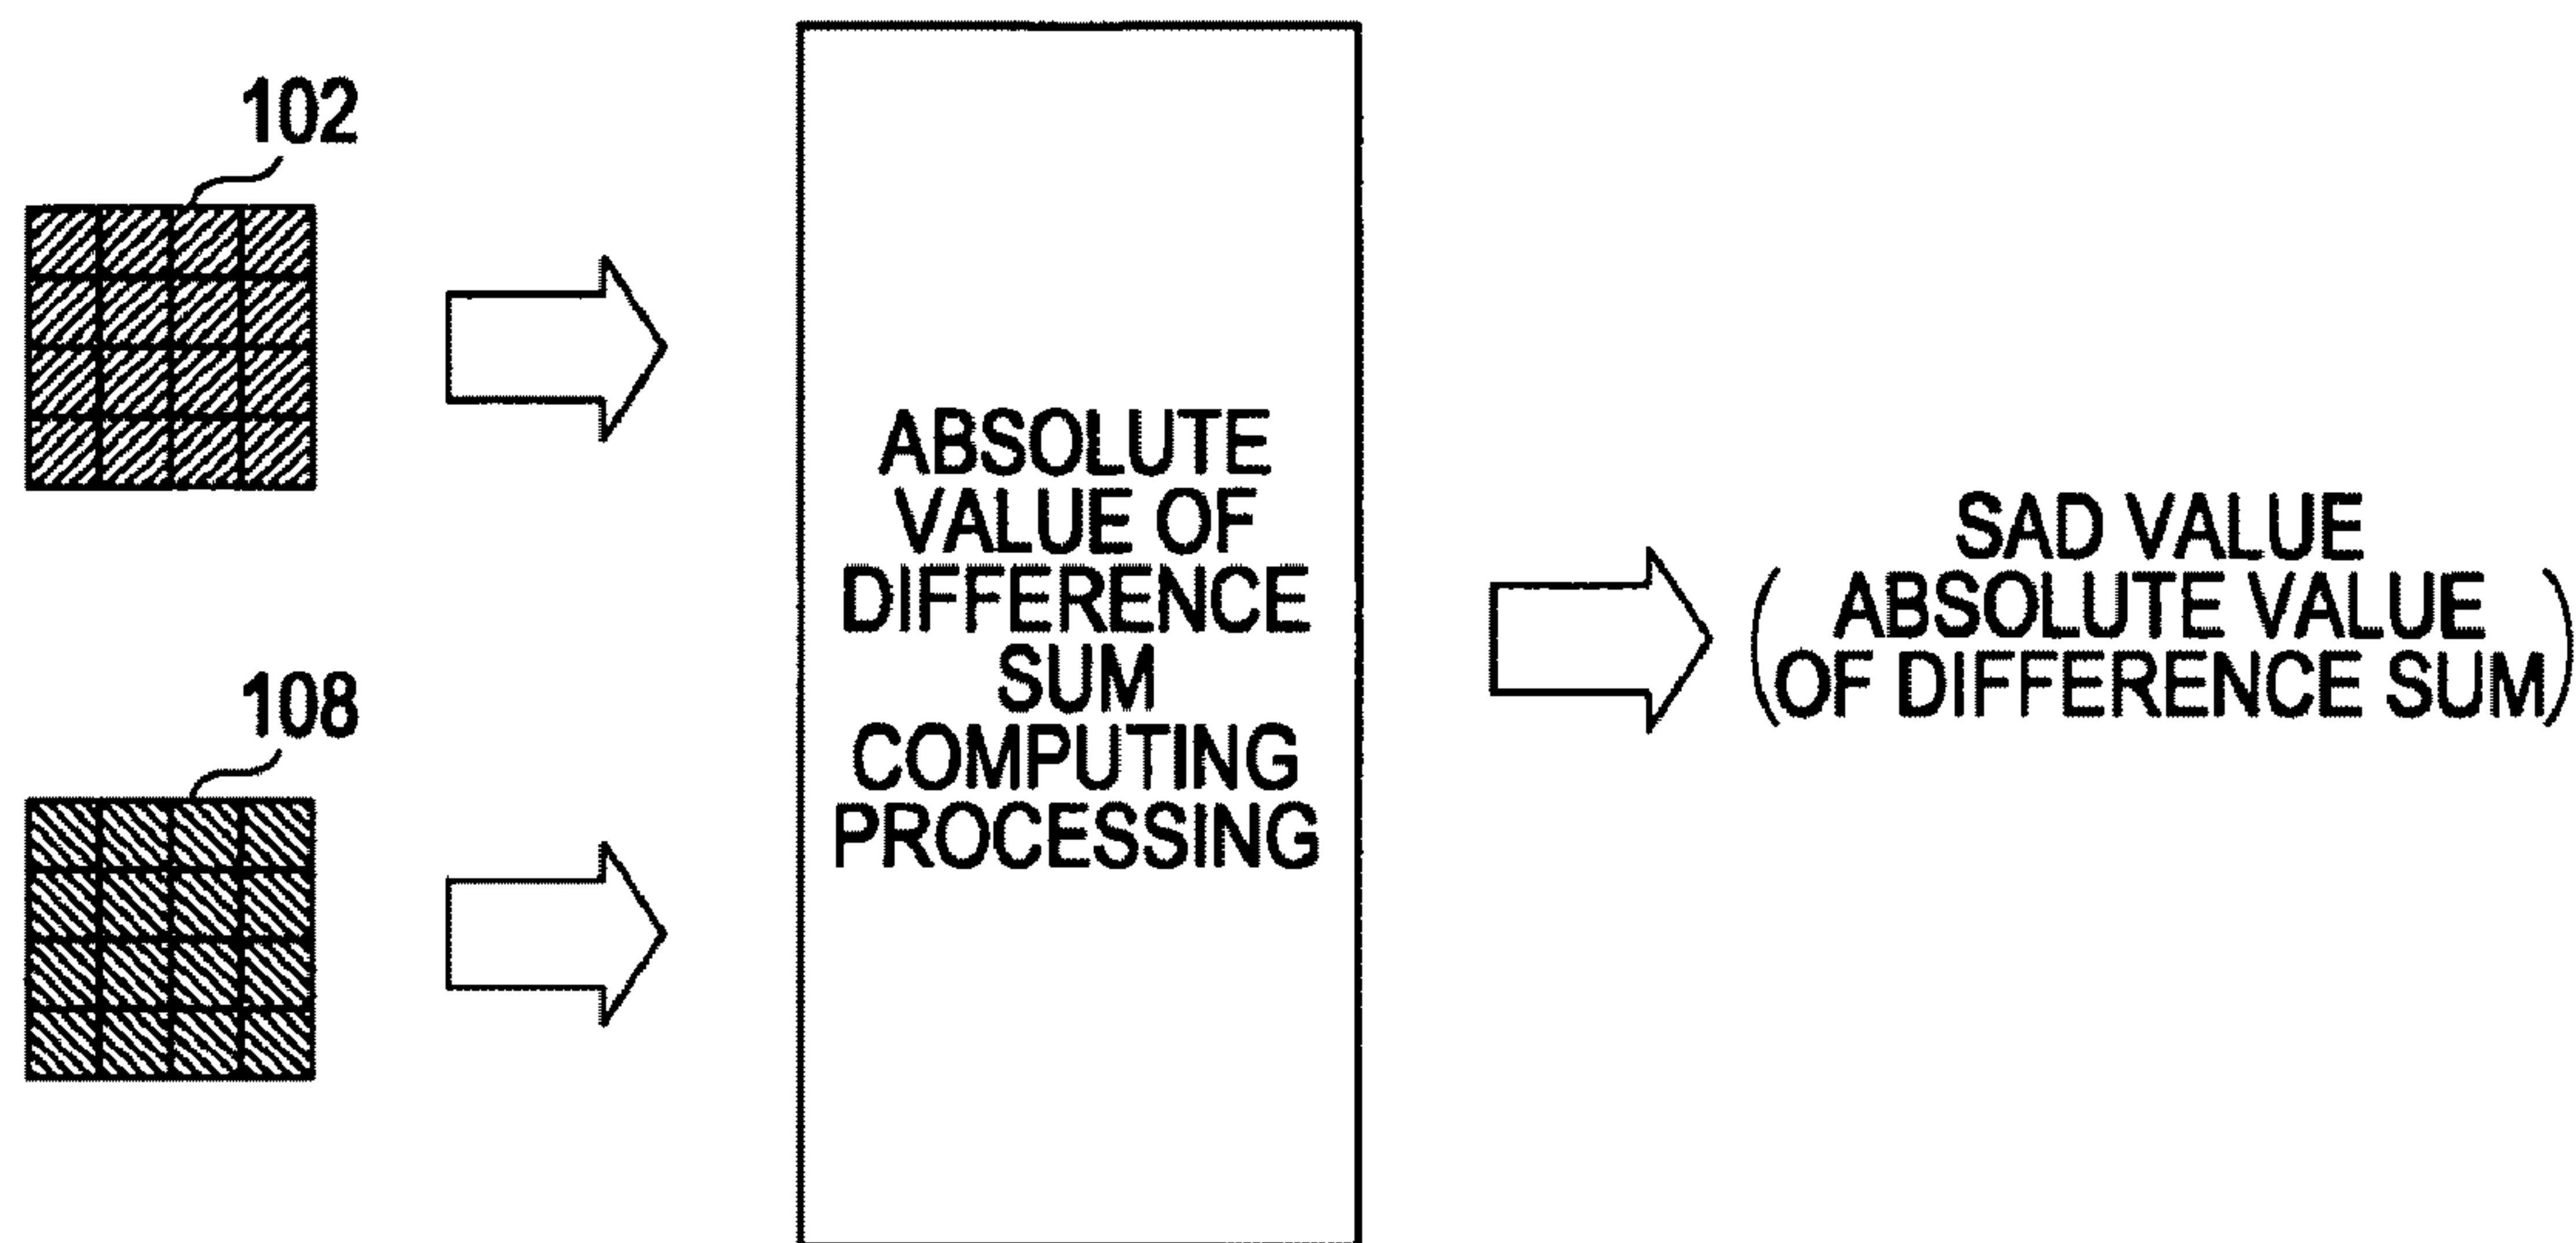 102
108
ABSOLUTE
VALUE OF
DIFFERENCE
SUM
COMPUTING
PROCESSING
SAD VALUE
(ABSOLUTE VALUE
OF DIFFERENCE SUM)